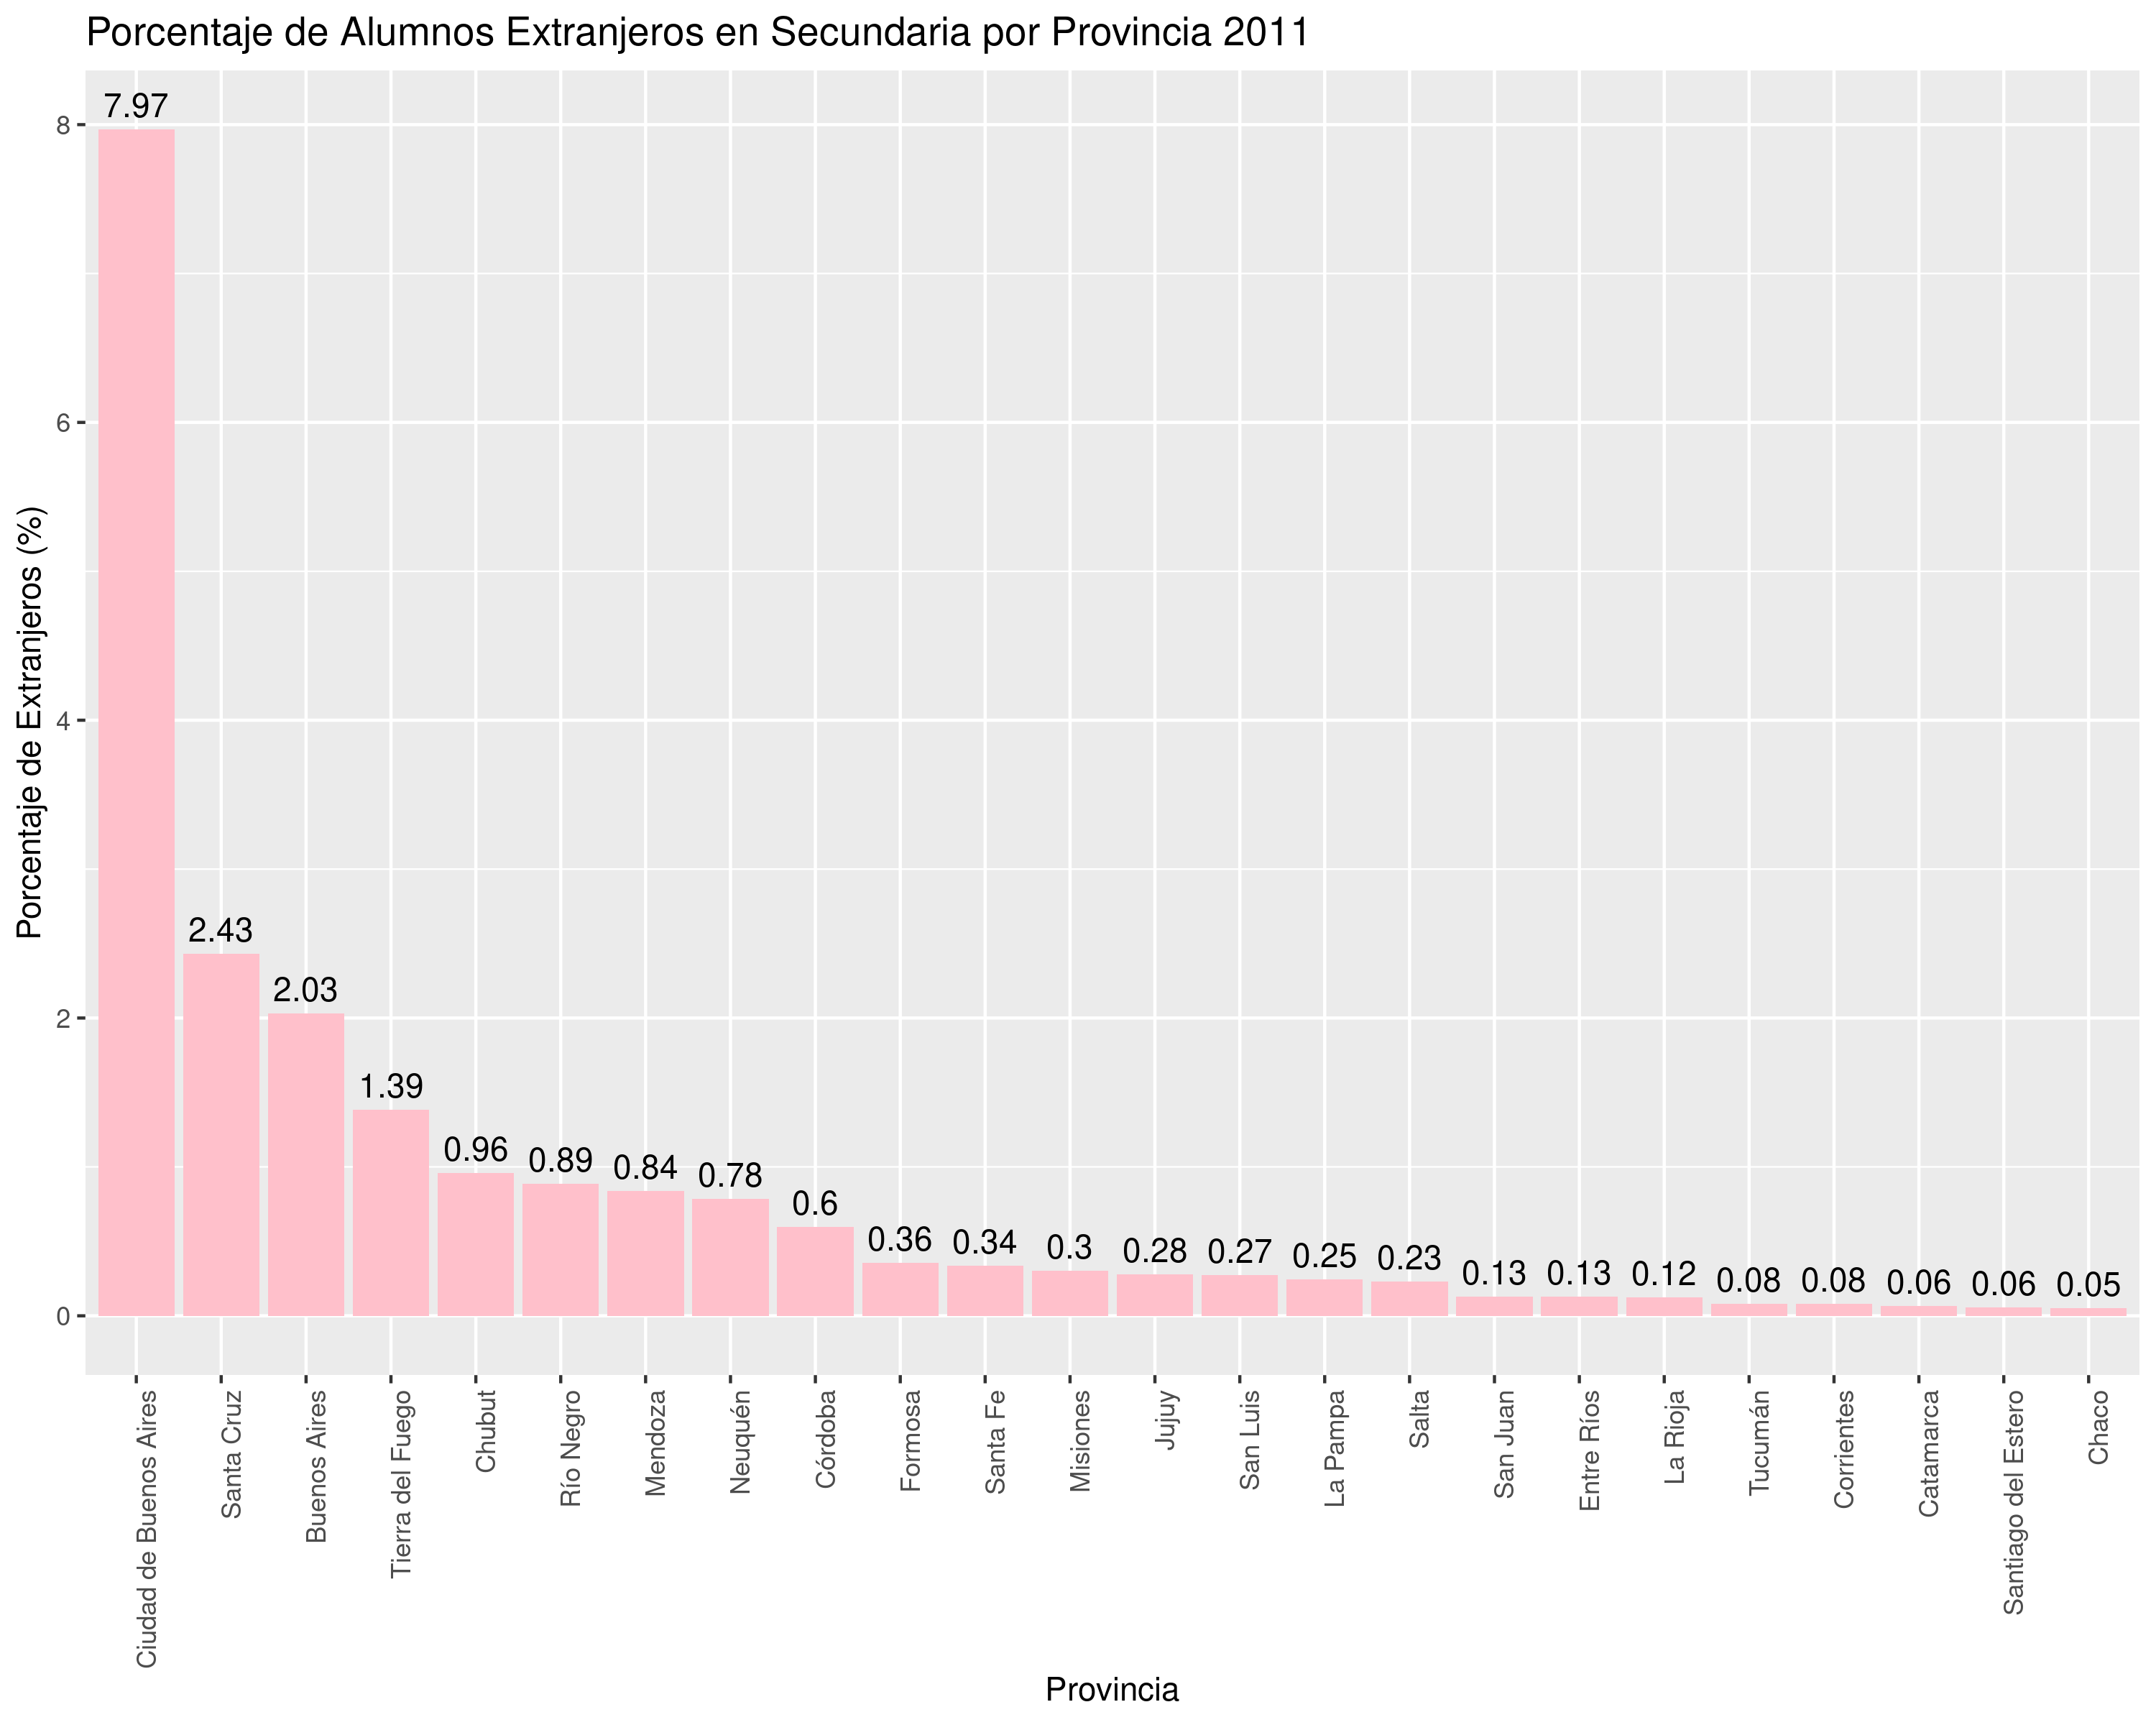 Porcentaje de Alumnos Extranjeros en Secundaria por Provincia 2011
Porcentaje de Extranjeros (%)
8
6
4
2
0
7.97
2.43
2.03
1.39
0.96
0.89
0.84
0.78
0.6
0.36
0.34
0.3
0.28
0.27
0.25
0.23
0.13
0.13
0.12
0.08
0.08
0.06
0.06
0.05
Ciudad de Buenos Aires
Santa Cruz
Buenos Aires
Tierra del Fuego
Chubut
Río Negro
Mendoza
Neuquén
Córdoba
Formosa
Santa Fe
Misiones
Jujuy
San Luis
La Pampa
Salta
San Juan
Entre Ríos
La Rioja
Tucumán
Corrientes
Catamarca
Santiago del Estero
Chaco
Provincia